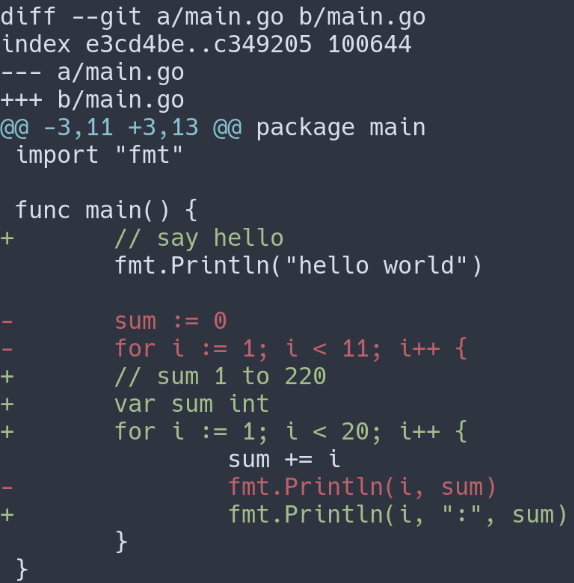 diff --git a/main.go b/main.go
index e3cd4be..c349205 100644
--- a/main.go
+++ b/main.go
@@ -3,11 +3,13 @@ package main
 import "fmt"

 func main() {
+       // say hello
        fmt.Println("hello world")

-       sum := 0
-       for i := 1; i < 11; i++ {
+       // sum 1 to 220
+       var sum int
+       for i := 1; i < 20; i++ {
                sum += i
-               fmt.Println(i, sum)
+               fmt.Println(i, ":", sum)
        }
 }